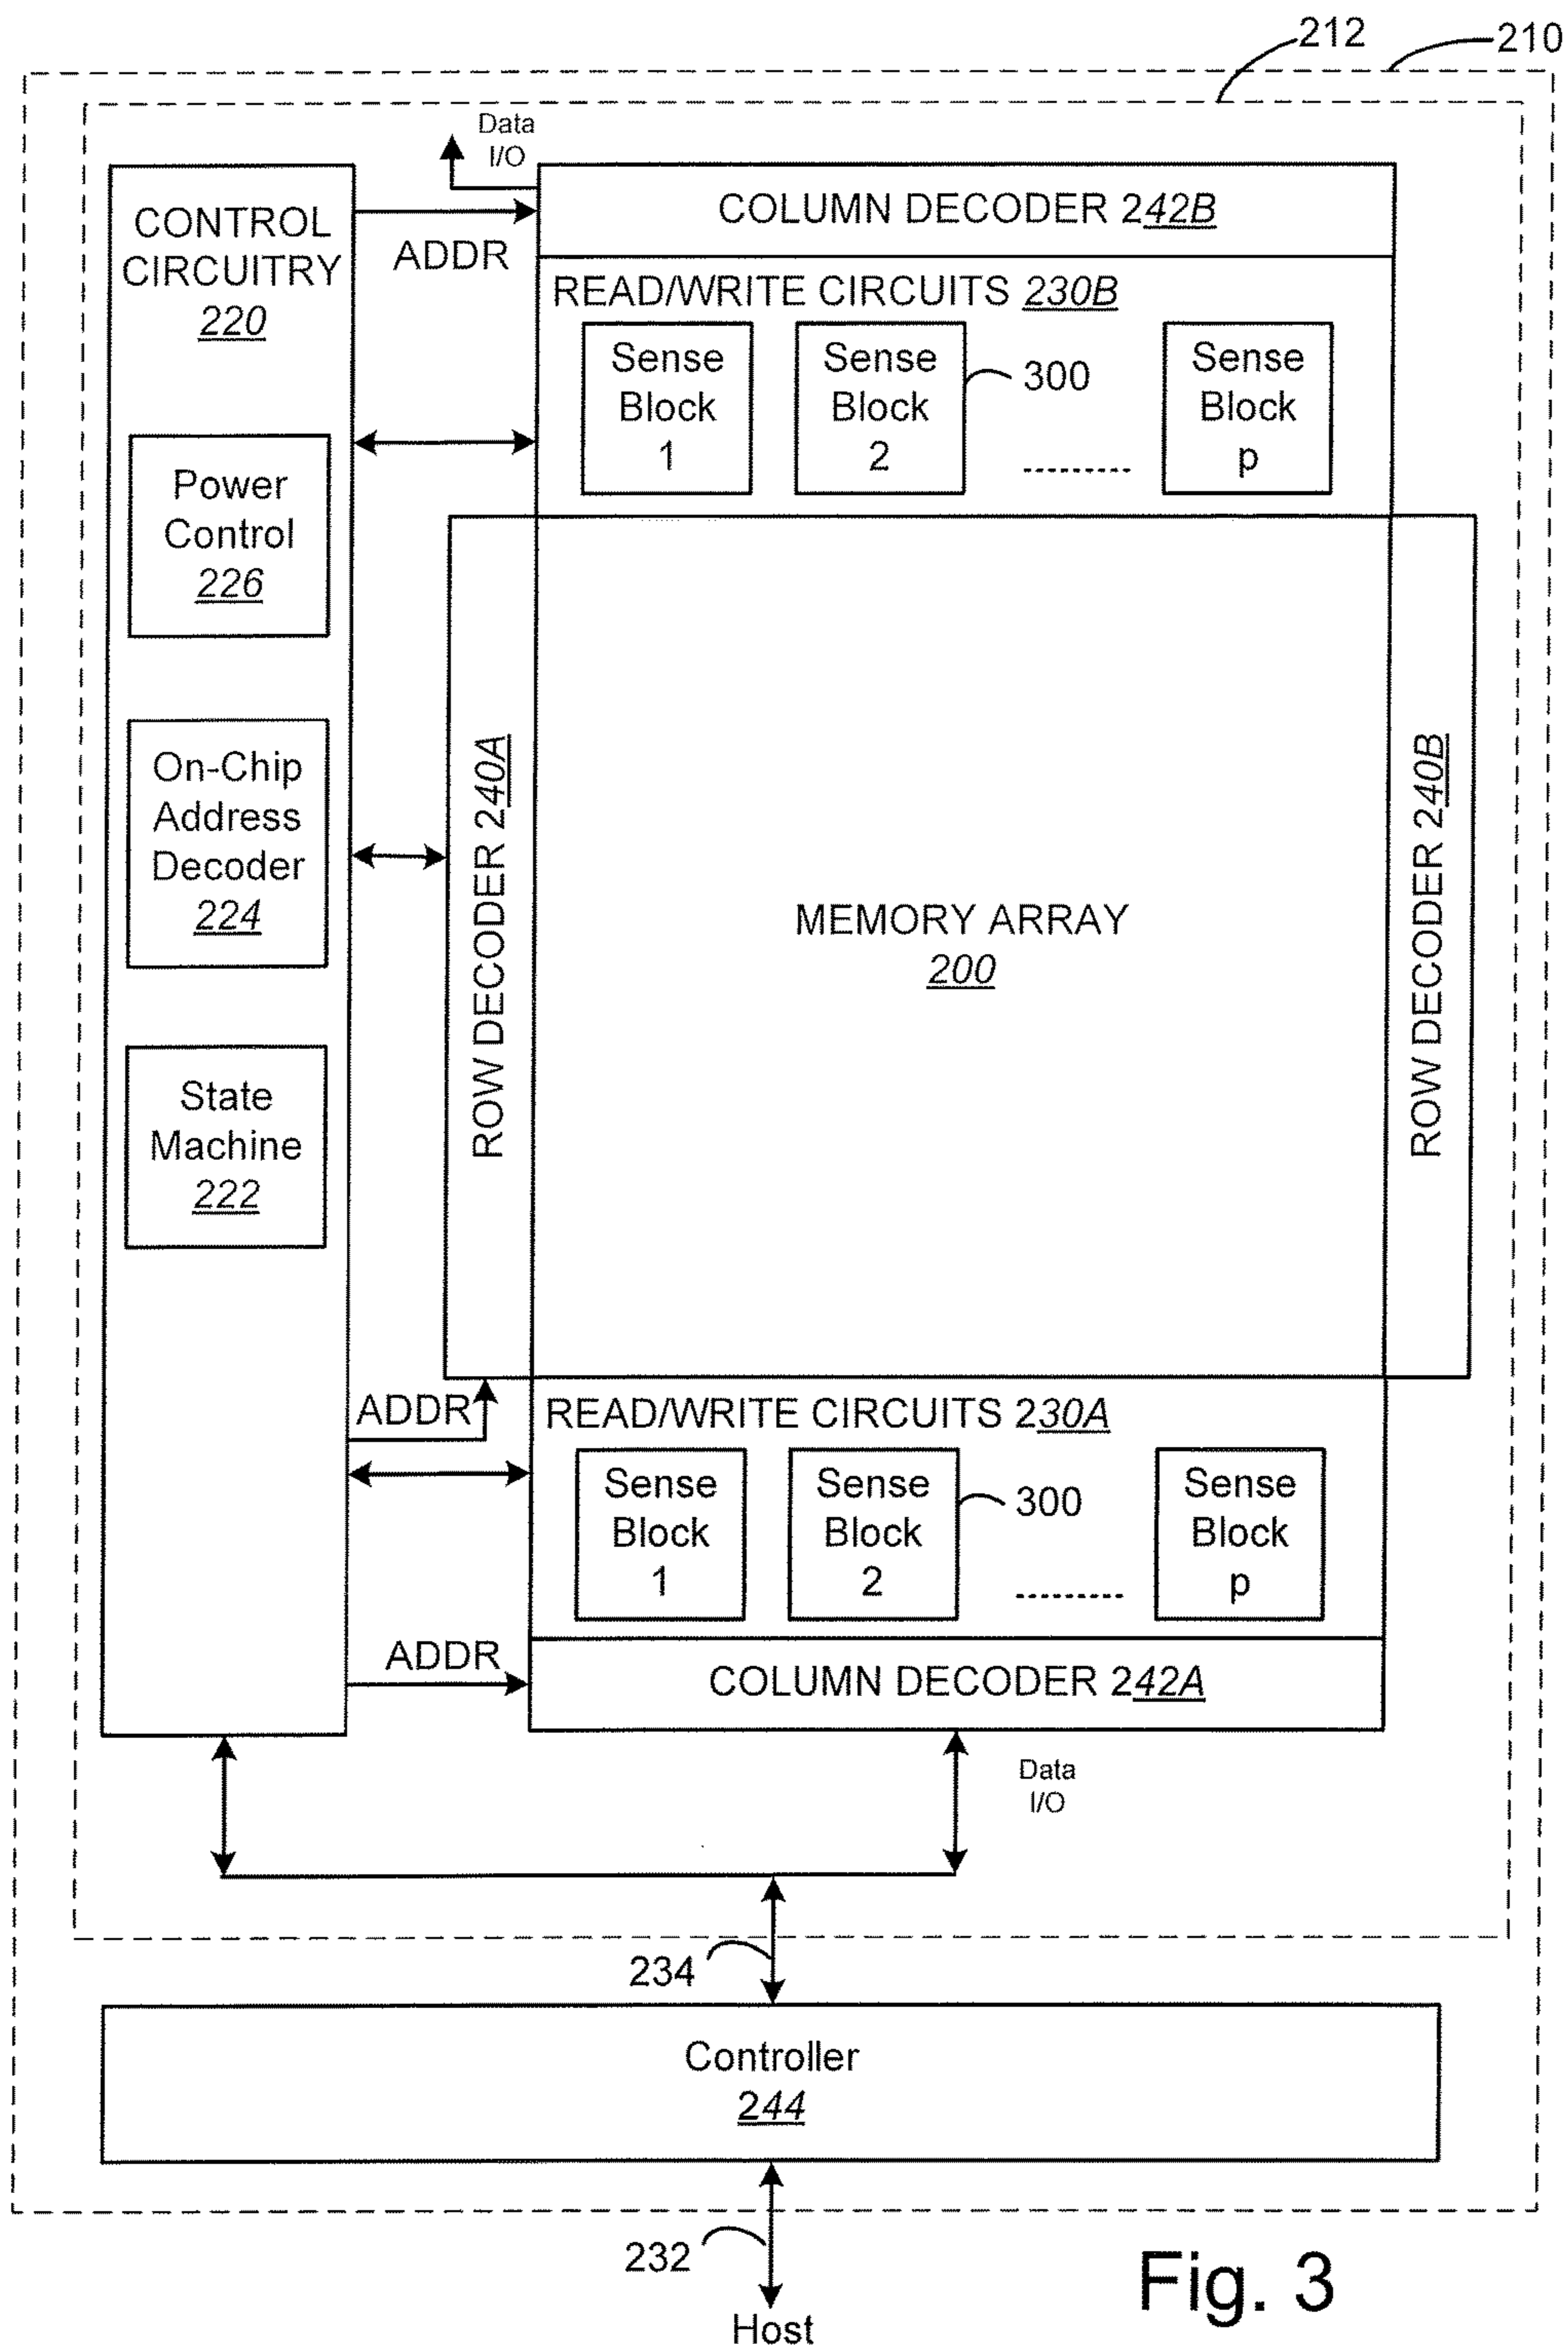 212
210
Data
I/O
CONTROL
CIRCUITRY
220
ADDR
COLUMN DECODER 242B
READ/WRITE CIRCUITS 230B
Sense
Block
1
Sense
Block
2
300
..........
Sense
Block
p
Power
Control
226
On-Chip
Address
Decoder
224
State
Machine
222
ROW DECODER 240A
MEMORY ARRAY
200
ROW DECODER 240B
ADDR
READ/WRITE CIRCUITS 230A
Sense
Block
1
Sense
Block
2
300
..........
Sense
Block
p
ADDR
COLUMN DECODER 242A
Data
I/O
234
Controller
244
232
Host
Fig. 3